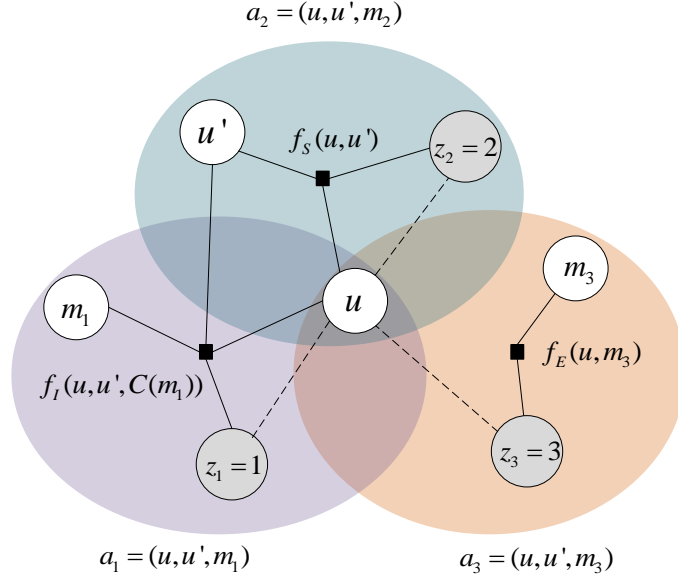 a₂ = (u, u', m₂)
u'
f_S(u, u')
z₂ = 2
m₃
m₁
u
f_I(u, u', C(m₁))
f_E(u, m₃)
z₁ = 1
z₃ = 3
a₁ = (u, u', m₁)
a₃ = (u, u', m₃)